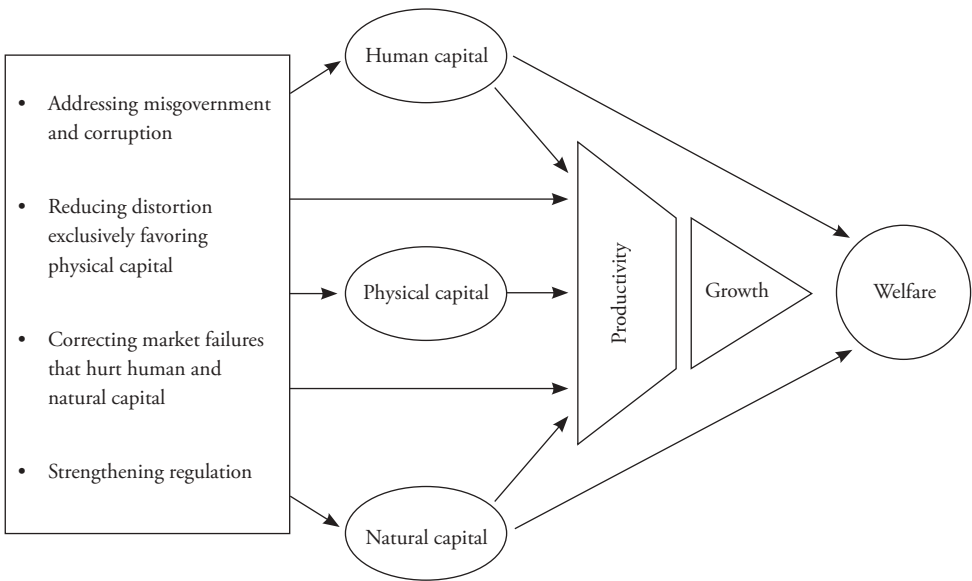 • Addressing misgovernment
and corruption
• Reducing distortion
exclusively favoring
physical capital
• Correcting market failures
that hurt human and
natural capital
• Strengthening regulation
Human capital
Physical capital
Natural capital
Productivity
Growth
Welfare